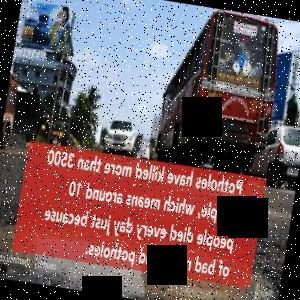 Potholes have killed more than 3500
which means around 10
people died every day just because
of bad potholes.